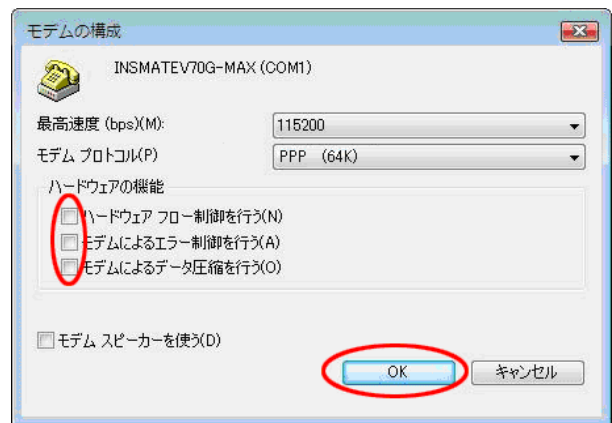 モデムの構成
INSMATEV70G-MAX (COM1)
最高速度 (bps)(M):
115200
モデム プロトコル(P)
PPP (64K)
ハードウェアの機能
ハードウェア フロー制御を行う(N)
モデムによるエラー制御を行う(A)
モデムによるデータ圧縮を行う(O)
モデム スピーカーを使う(D)
OK
キャンセル